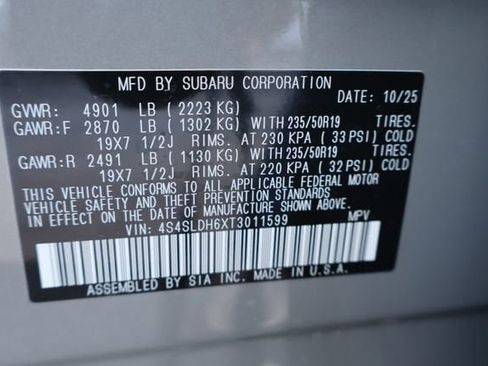 MFD BY SUBARU CORPORATION
GVWR: 4901 LB (2223 KG) DATE: 10/25
GAWR:F 2870 LB (1302 KG) WITH 235/50R19 TIRES.
19X7 1/2J RIMS. AT 230 KPA (33 PSI) COLD
GAWR:R 2491 LB (1130 KG) WITH 235/50R19 TIRES.
19X7 1/2J RIMS. AT 220 KPA (32 PSI) COLD
THIS VEHICLE CONFORMS TO ALL APPLICABLE FEDERAL MOTOR
VEHICLE SAFETY AND THEFT PREVENTION STANDARDS
IN EFFECT ON THE DATE OF MANUFACTURE SHOWN ABOVE.
VIN: 4S4SLDH6XT3011599 MPV
ASSEMBLED BY SIA INC. MADE IN U.S.A.